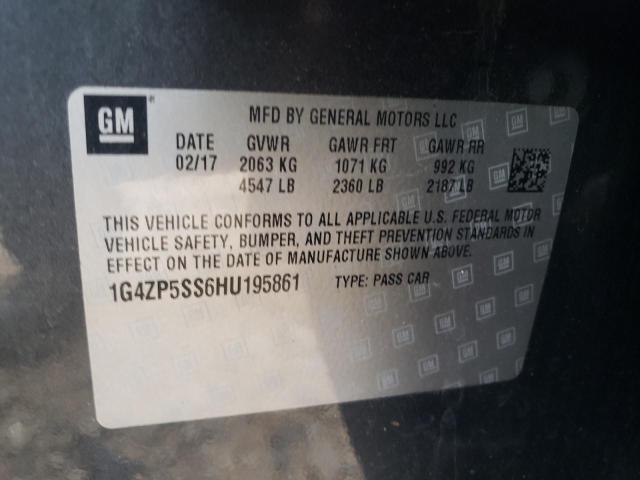 GM ®
MFD BY GENERAL MOTORS LLC
DATE GVWR GAWR FRT GAWR RR
02/17 2063 KG 1071 KG 992 KG
4547 LB 2360 LB 2187 LB
THIS VEHICLE CONFORMS TO ALL APPLICABLE U.S. FEDERAL MOTOR
VEHICLE SAFETY, BUMPER, AND THEFT PREVENTION STANDARDS IN
EFFECT ON THE DATE OF MANUFACTURE SHOWN ABOVE.
1G4ZP5SS6HU195861 TYPE: PASS CAR